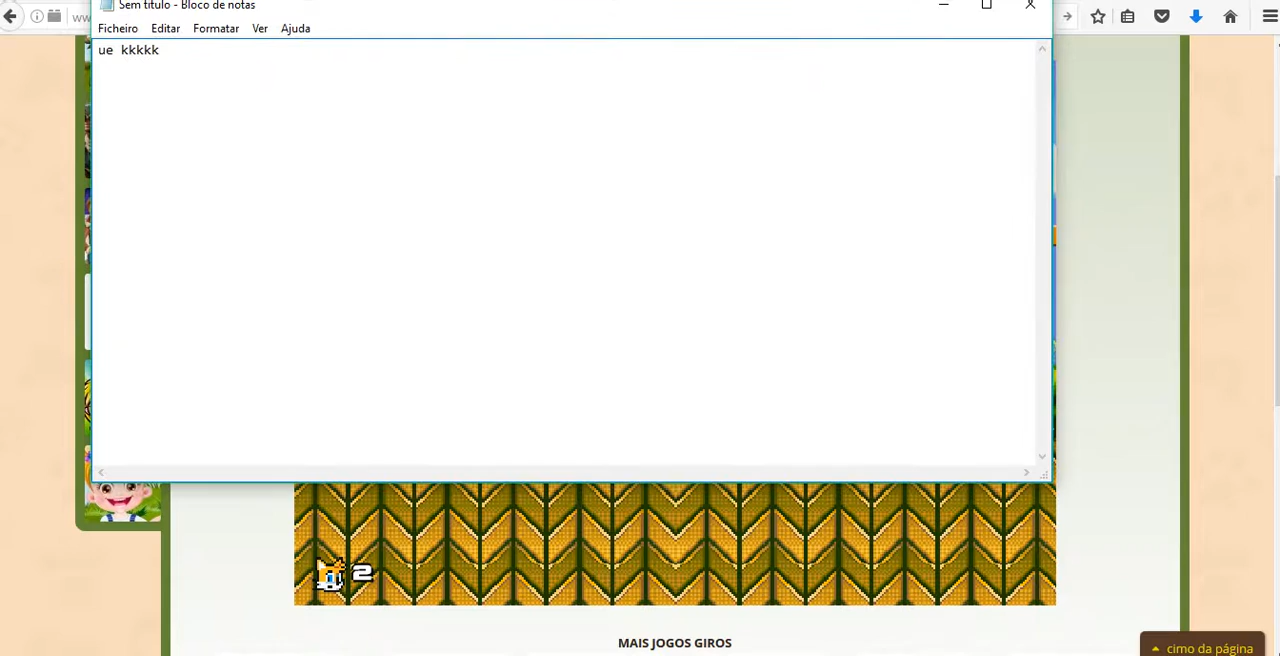 Sem título - Bloco de notas
ww
Ficheiro Editar Formatar Ver Ajuda
ue kkkkk
2
MAIS JOGOS GIROS
cimo da página